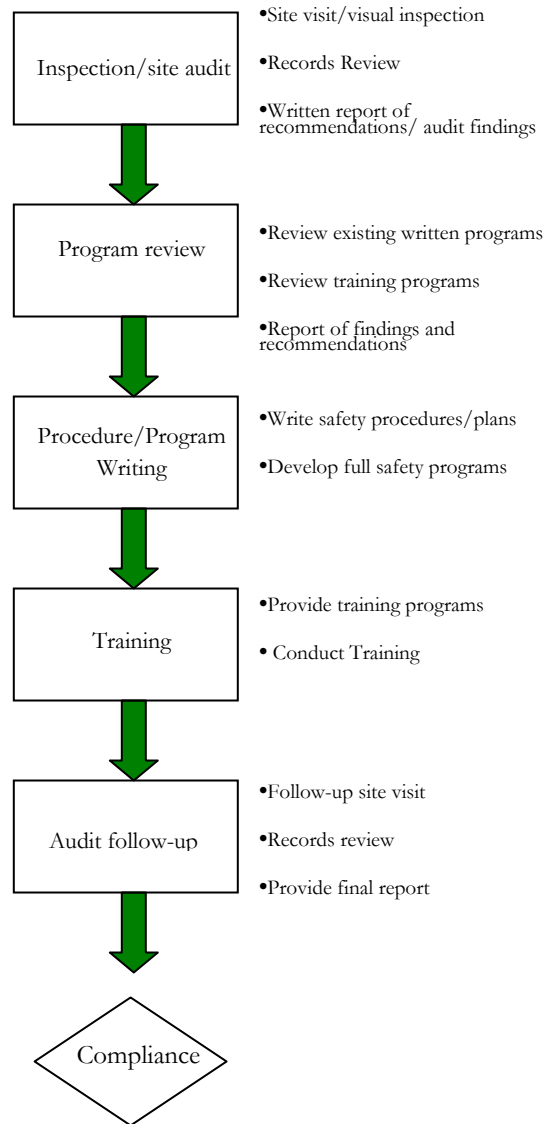 Inspection/site audit
•Site visit/visual inspection
•Records Review
•Written report of
recommendations/ audit findings
Program review
•Review existing written programs
•Review training programs
•Report of findings and
recommendations
Procedure/Program
Writing
•Write safety procedures/plans
•Develop full safety programs
Training
•Provide training programs
• Conduct Training
Audit follow-up
•Follow-up site visit
•Records review
•Provide final report
Compliance